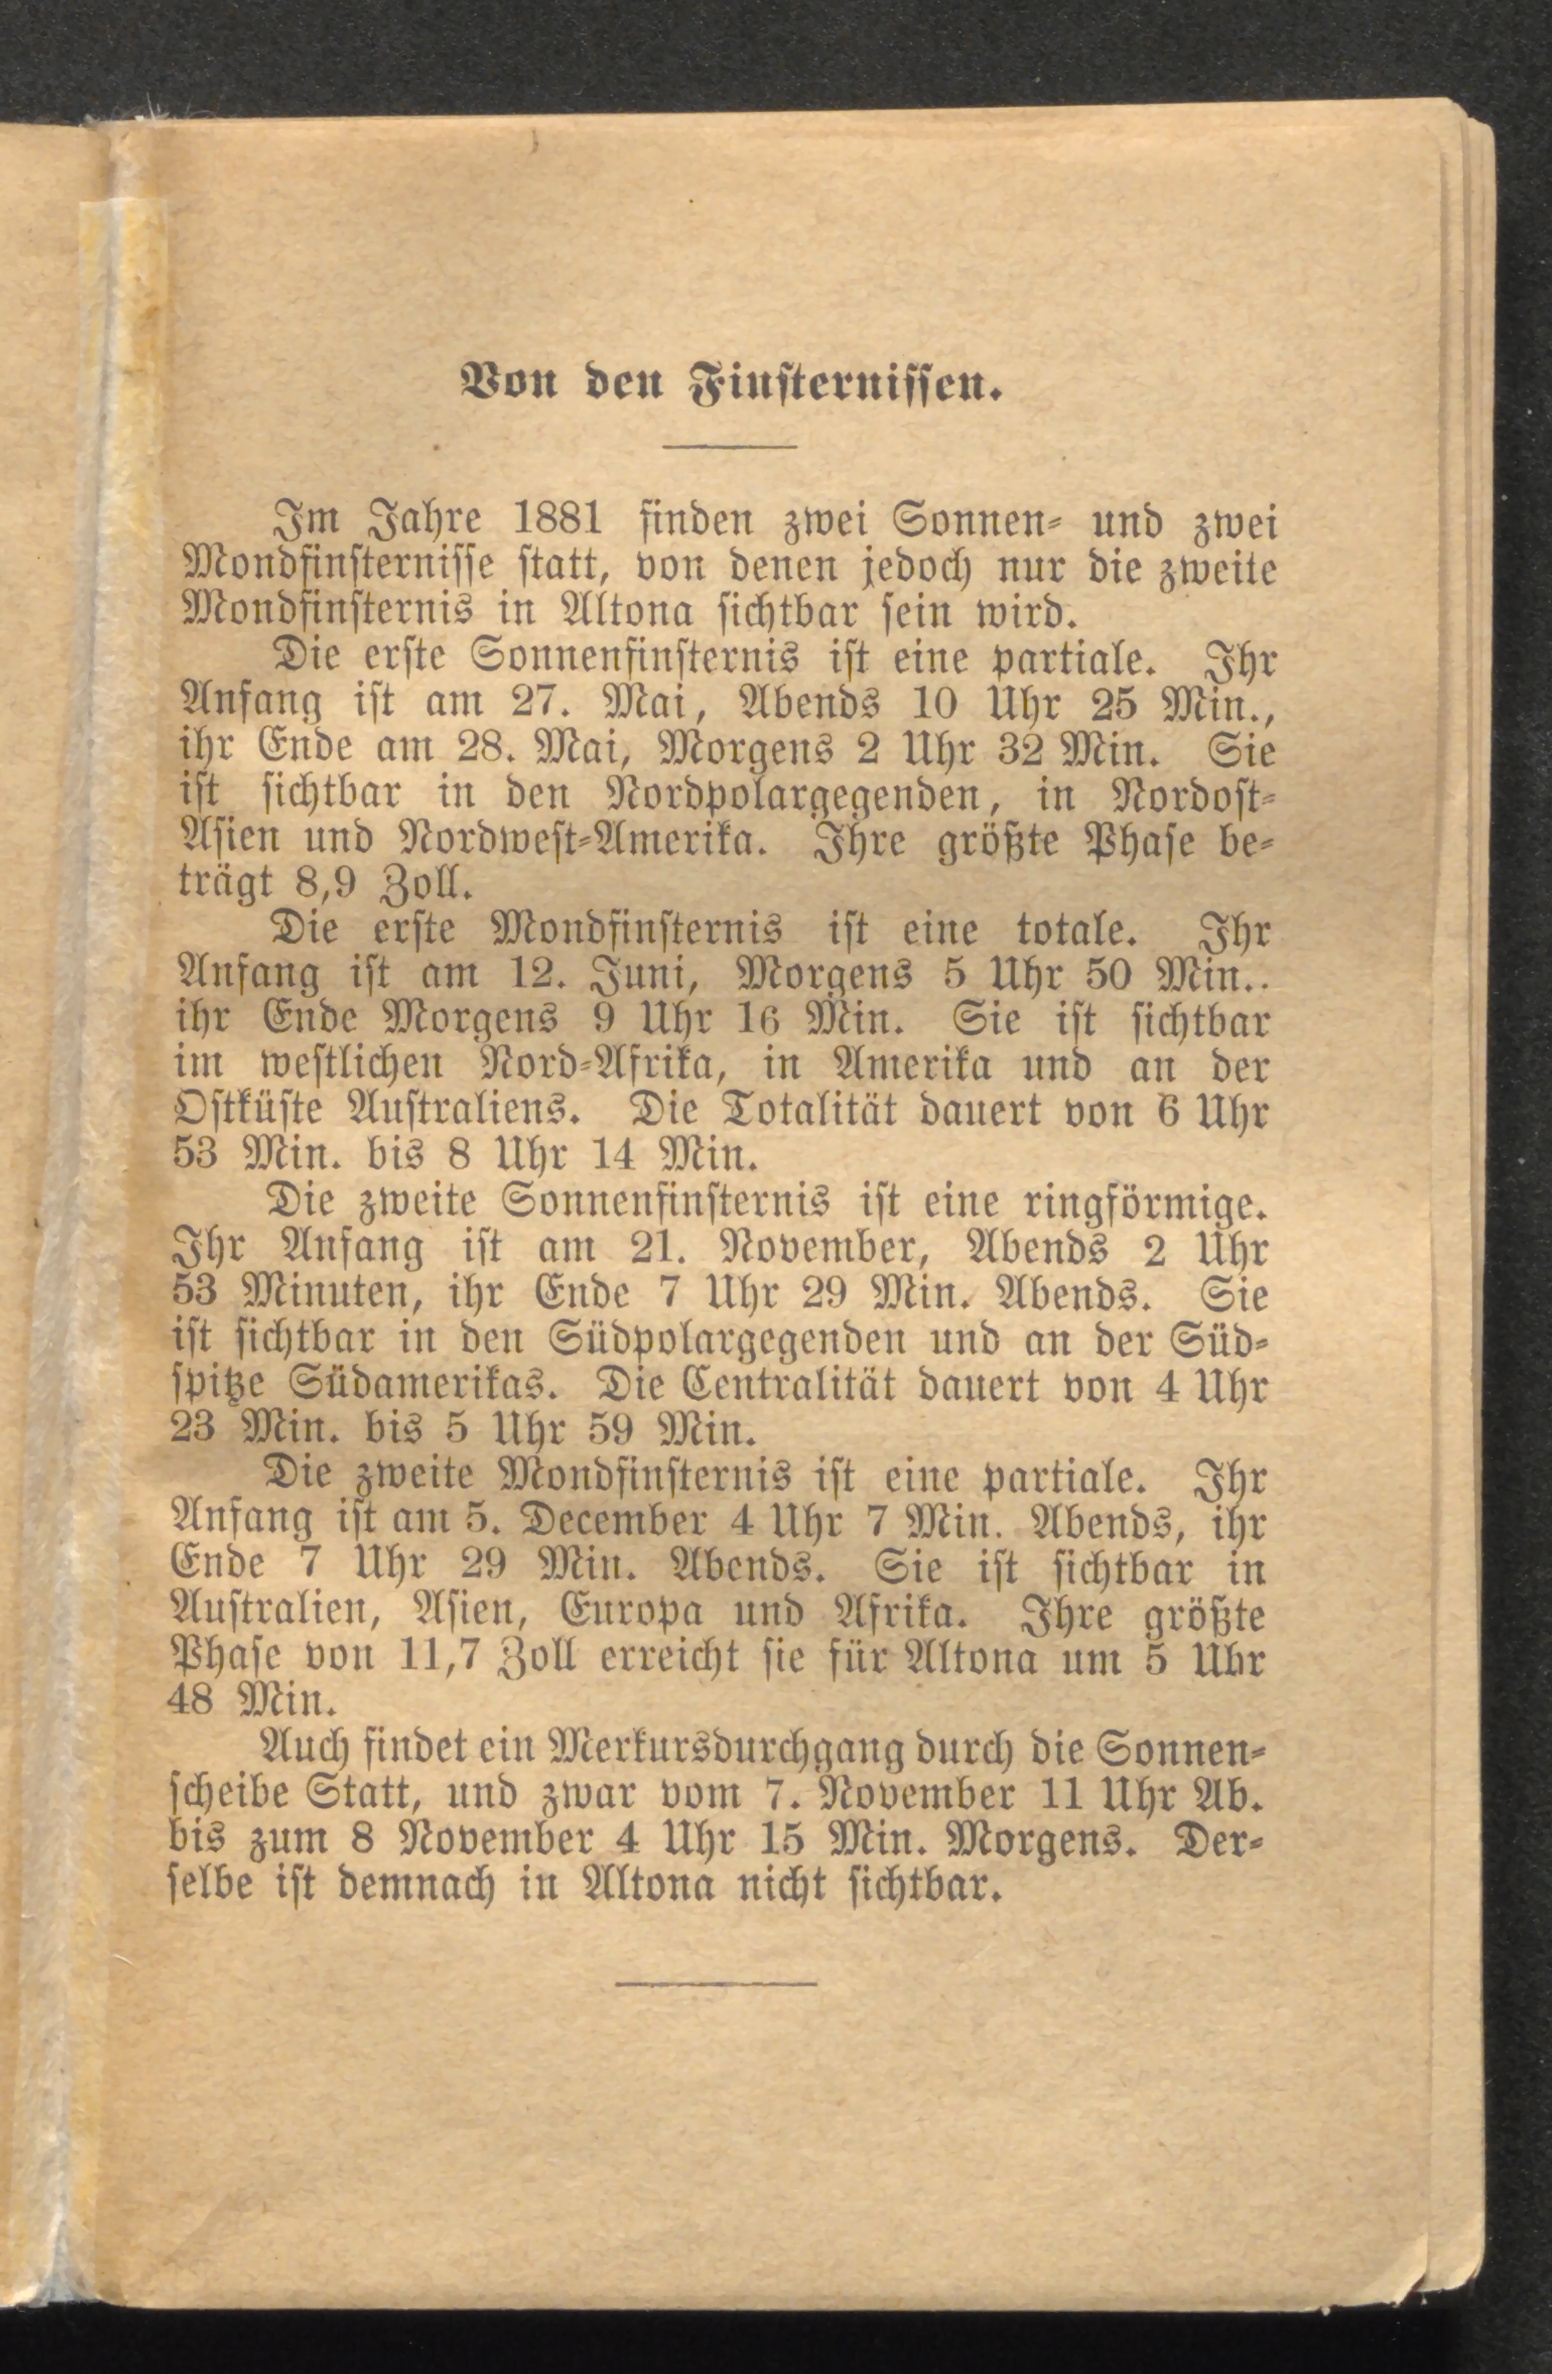 Von den Finſterniſſen.
Im Jahre 1881 finden zwei Sonnen- und zwei
Mondfinſterniſſe ſtatt, von denen jedoch nur die zweite
Mondfinſternis in Altona ſichtbar ſein wird.
Die erſte Sonnenfinſternis iſt eine partiale. Ihr
Anfang iſt am 27. Mai, Abends 10 Uhr 25 Min.,
ihr Ende am 28. Mai, Morgens 2 Uhr 32 Min. Sie
iſt ſichtbar in den Nordpolargegenden, in Nordoſt-
Aſien und Nordweſt-Amerika. Ihre größte Phaſe be-
trägt 8,9 Zoll.
Die erſte Mondfinſternis iſt eine totale. Ihr
Anfang iſt am 12. Juni, Morgens 5 Uhr 50 Min..
ihr Ende Morgens 9 Uhr 16 Min. Sie iſt ſichtbar
im weſtlichen Nord-Afrika, in Amerika und an der
Oſtküſte Auſtraliens. Die Totalität dauert von 6 Uhr
53 Min. bis 8 Uhr 14 Min.
Die zweite Sonnenfinſternis iſt eine ringförmige.
Ihr Anfang iſt am 21. November, Abends 2 Uhr
53 Minuten, ihr Ende 7 Uhr 29 Min. Abends. Sie
iſt ſichtbar in den Südpolargegenden und an der Süd-
ſpitze Südamerikas. Die Centralität dauert von 4 Uhr
23 Min. bis 5 Uhr 59 Min.
Die zweite Mondfinſternis iſt eine partiale. Ihr
Anfang iſt am 5. December 4 Uhr 7 Min. Abends, ihr
Ende 7 Uhr 29 Min. Abends. Sie iſt ſichtbar in
Auſtralien, Aſien, Europa und Afrika. Ihre größte
Phaſe von 11,7 Zoll erreicht ſie für Altona um 5 Uhr
48 Min.
Auch findet ein Merkursdurchgang durch die Sonnen-
ſcheibe Statt, und zwar vom 7. November 11 Uhr Ab.
bis zum 8 November 4 Uhr 15 Min. Morgens. Der-
ſelbe iſt demnach in Altona nicht ſichtbar.